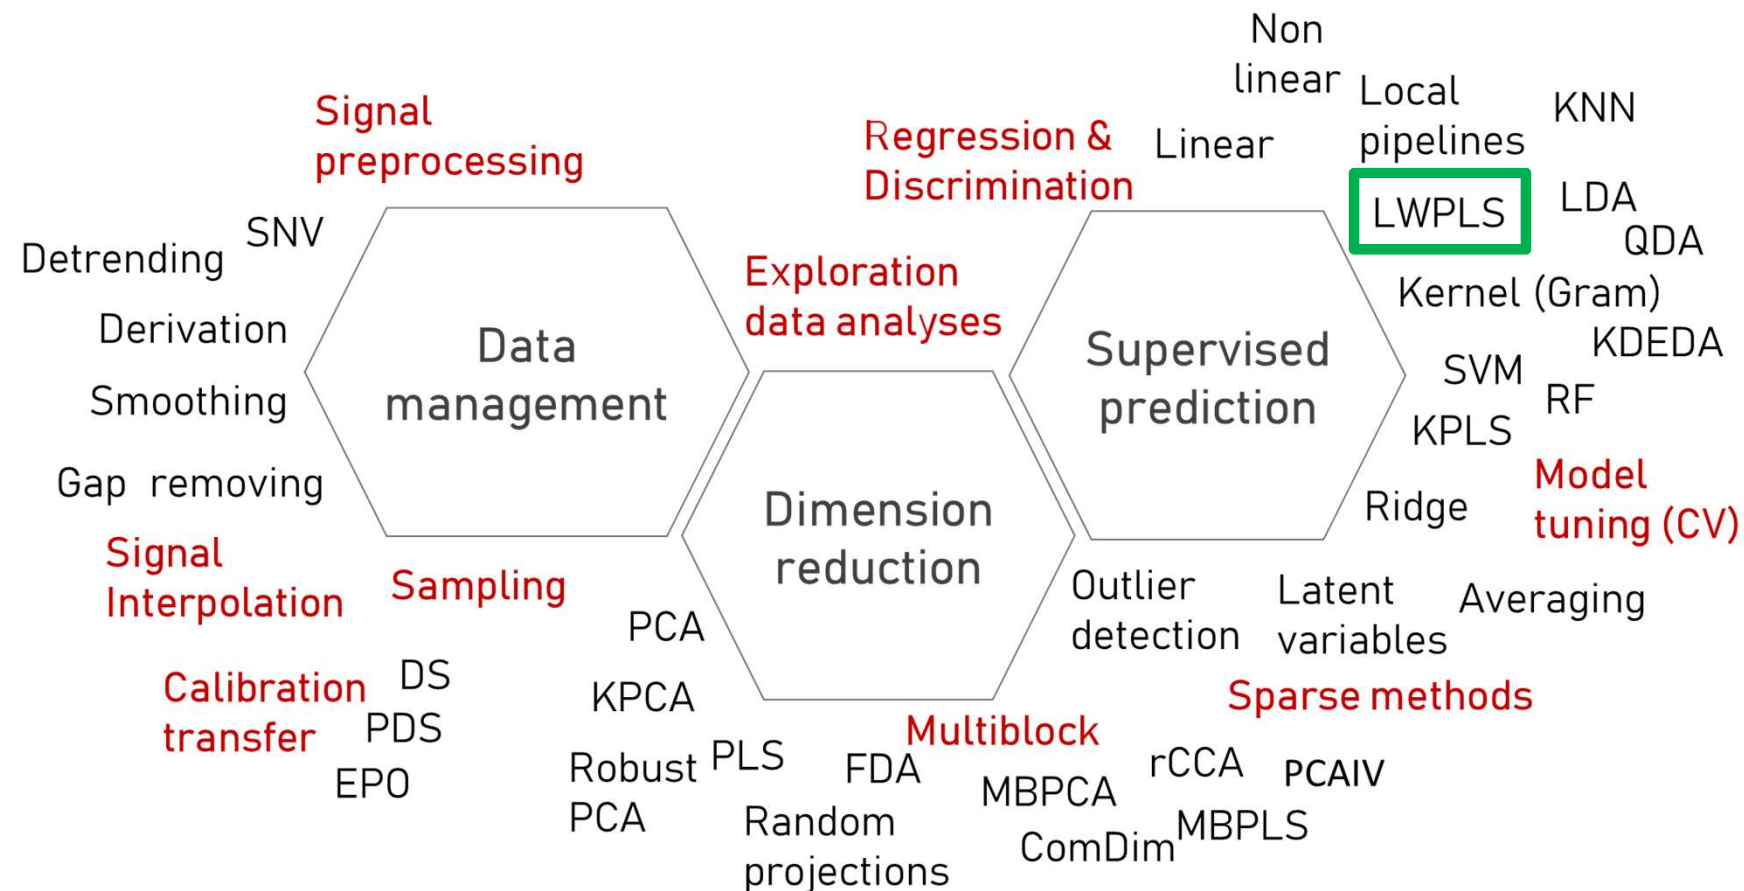 Non
linear
Local
pipelines
KNN
Signal
preprocessing
Regression &
Discrimination
Linear
LWPLS
LDA
QDA
SNV
Detrending
Exploration
data analyses
Kernel (Gram)
Derivation
Data
management
Supervised
prediction
KDEDA
SVM
RF
Smoothing
KPLS
Gap removing
Model
tuning (CV)
Ridge
Dimension
reduction
Signal
Interpolation
Sampling
Outlier
detection
Latent
variables
Averaging
PCA
Calibration
transfer
DS
PDS
EPO
KPCA
Sparse methods
Multiblock
Robust
PCA
PLS
FDA
MBPCA
rCCA
PCAIV
Random
projections
ComDim
MBPLS